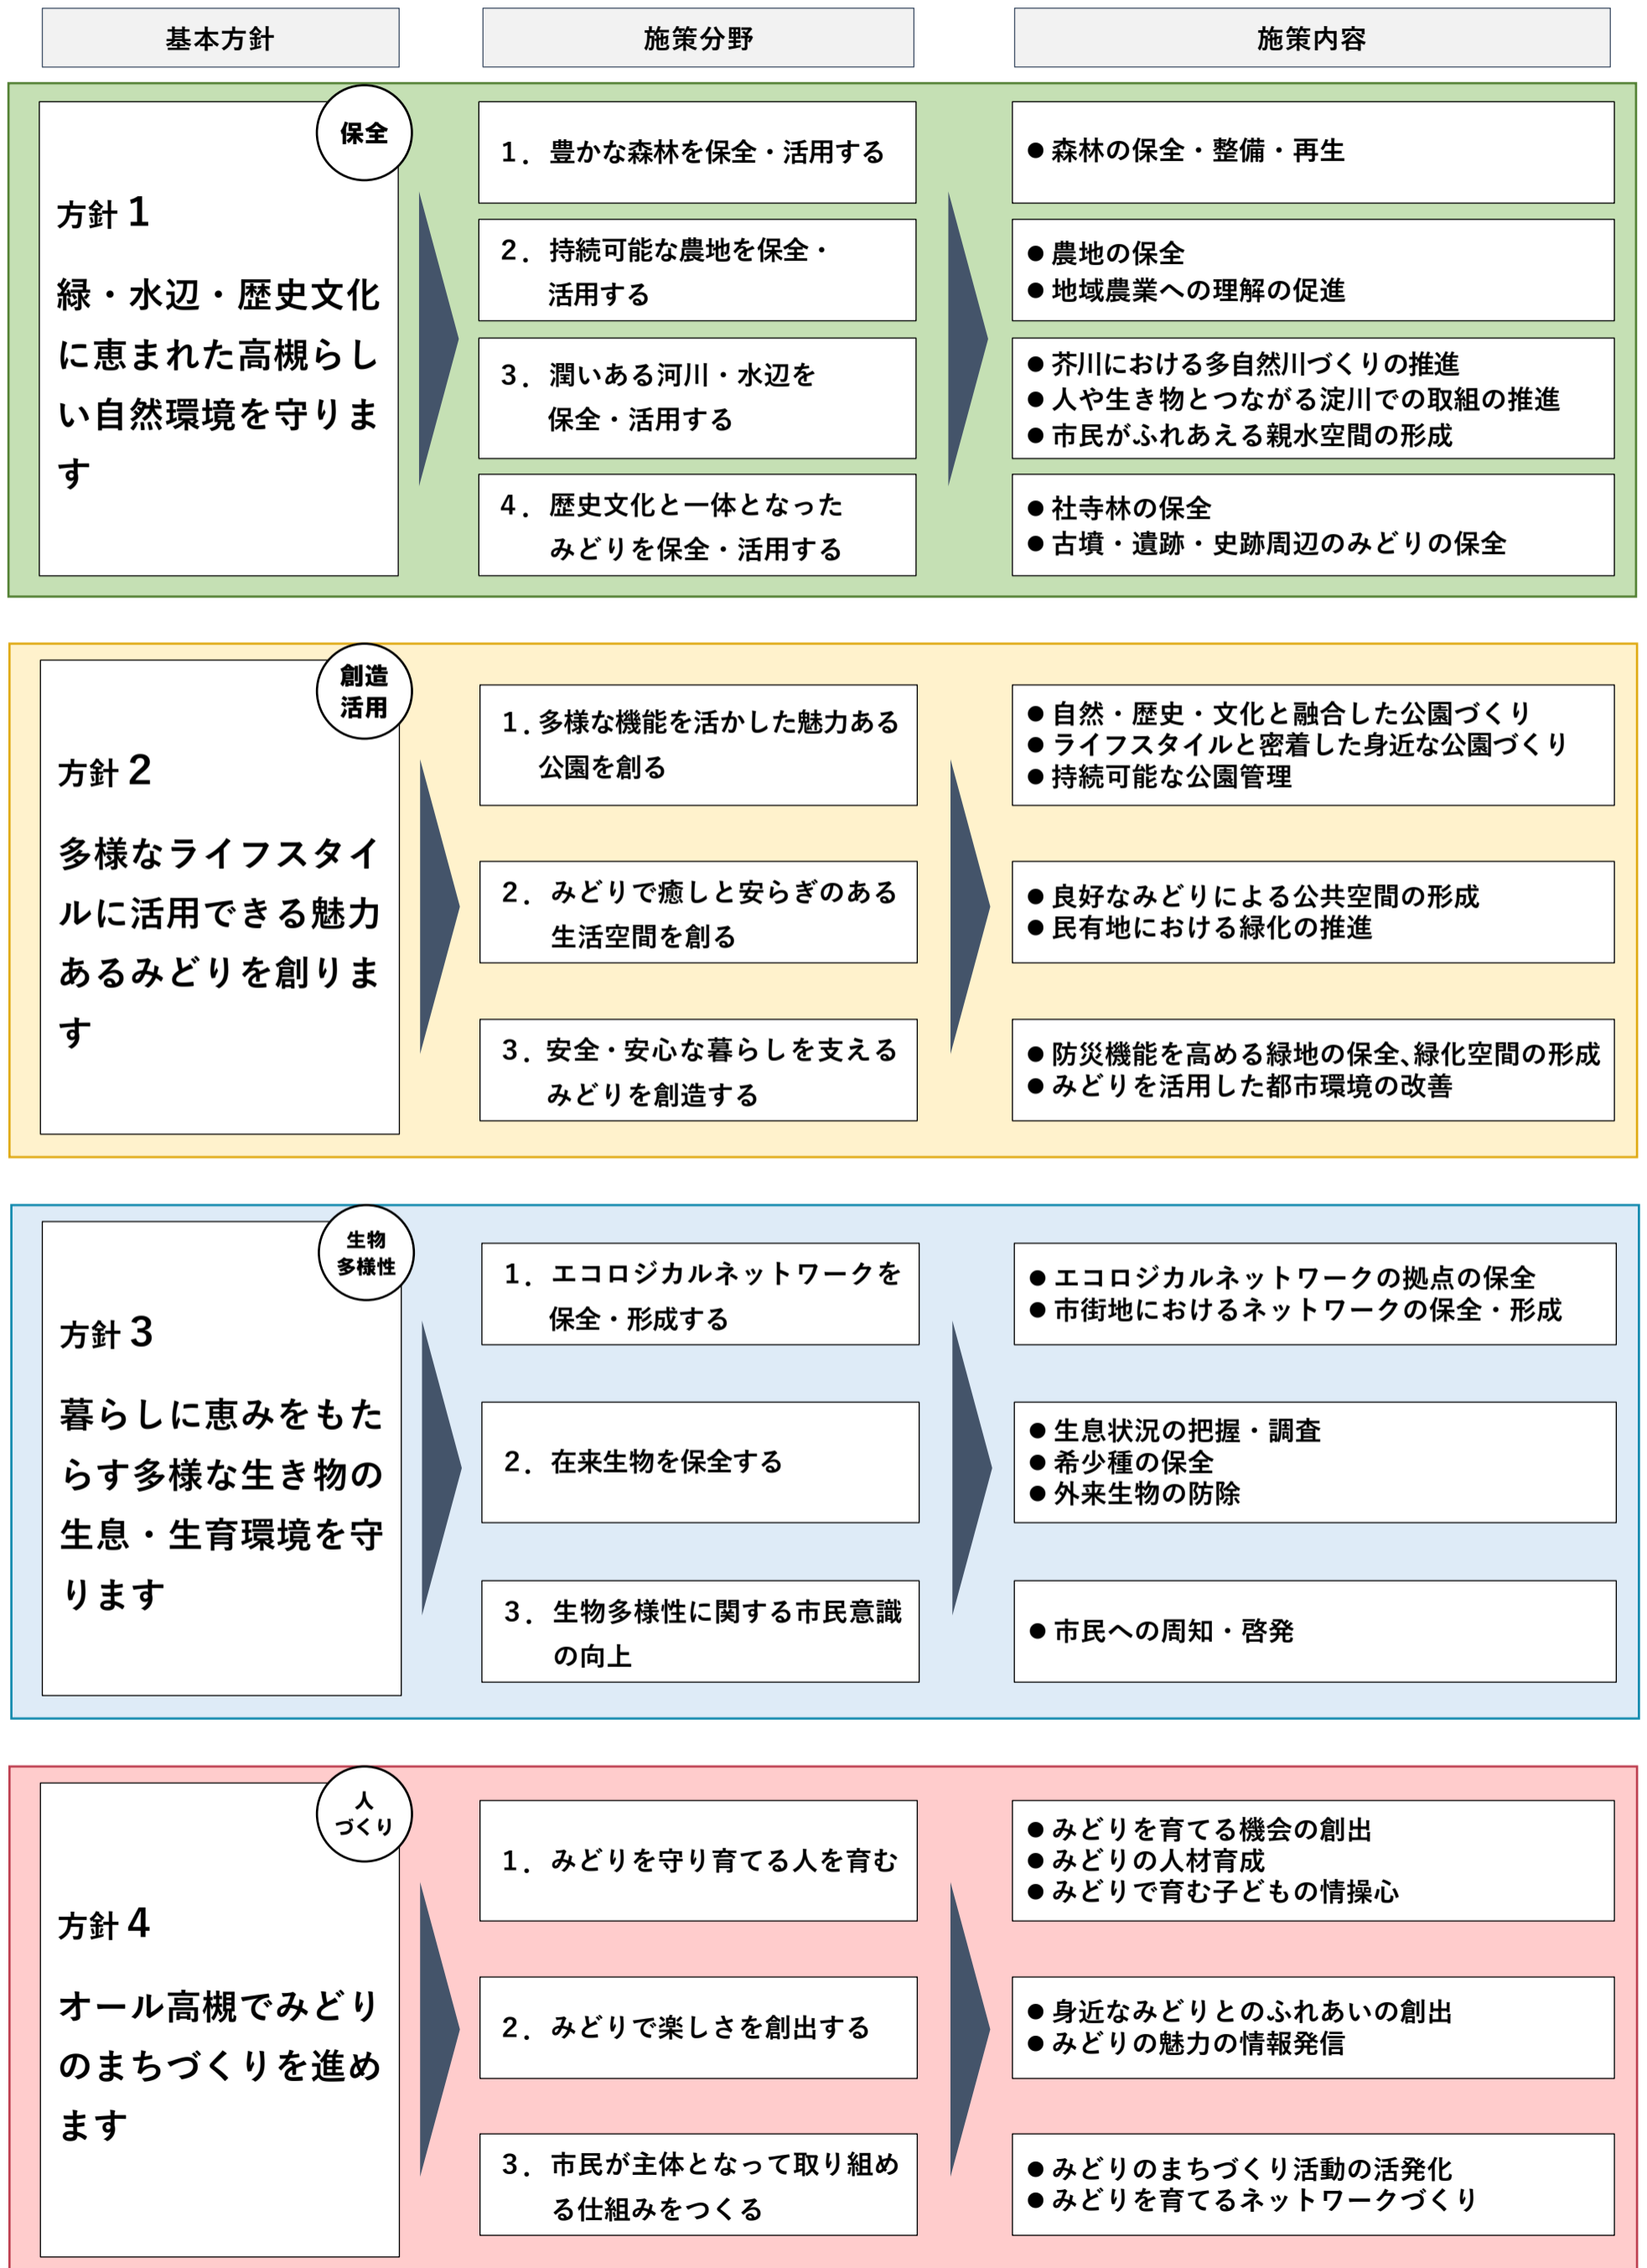 基本方針
施策分野
施策内容
保全
方針1
緑・水辺・歴史文化
に恵まれた高槻らし
い自然環境を守りま
す
1．豊かな森林を保全・活用する
●森林の保全・整備・再生
2．持続可能な農地を保全・
活用する
●農地の保全
●地域農業への理解の促進
3．潤いある河川・水辺を
保全・活用する
●芥川における多自然川づくりの推進
●人や生き物とつながる淀川での取組の推進
●市民がふれあえる親水空間の形成
4．歴史文化と一体となった
みどりを保全・活用する
●社寺林の保全
●古墳・遺跡・史跡周辺のみどりの保全
創造
活用
方針2
多様なライフスタイ
ルに活用できる魅力
あるみどりを創りま
す
1．多様な機能を活かした魅力ある
公園を創る
●自然・歴史・文化と融合した公園づくり
●ライフスタイルと密着した身近な公園づくり
●持続可能な公園管理
2．みどりで癒しと安らぎのある
生活空間を創る
●良好なみどりによる公共空間の形成
●民有地における緑化の推進
3．安全・安心な暮らしを支える
みどりを創造する
●防災機能を高める緑地の保全、緑化空間の形成
●みどりを活用した都市環境の改善
生物
多様性
方針3
暮らしに恵みをもた
らす多様な生き物の
生息・生育環境を守
ります
1．エコロジカルネットワークを
保全・形成する
●エコロジカルネットワークの拠点の保全
●市街地におけるネットワークの保全・形成
2．在来生物を保全する
●生息状況の把握・調査
●希少種の保全
●外来生物の防除
3．生物多様性に関する市民意識
の向上
●市民への周知・啓発
人
づくり
方針4
オール高槻でみどり
のまちづくりを進め
ます
1．みどりを守り育てる人を育む
●みどりを育てる機会の創出
●みどりの人材育成
●みどりで育む子どもの情操心
2．みどりで楽しさを創出する
●身近なみどりとのふれあいの創出
●みどりの魅力の情報発信
3．市民が主体となって取り組め
る仕組みをつくる
●みどりのまちづくり活動の活発化
●みどりを育てるネットワークづくり